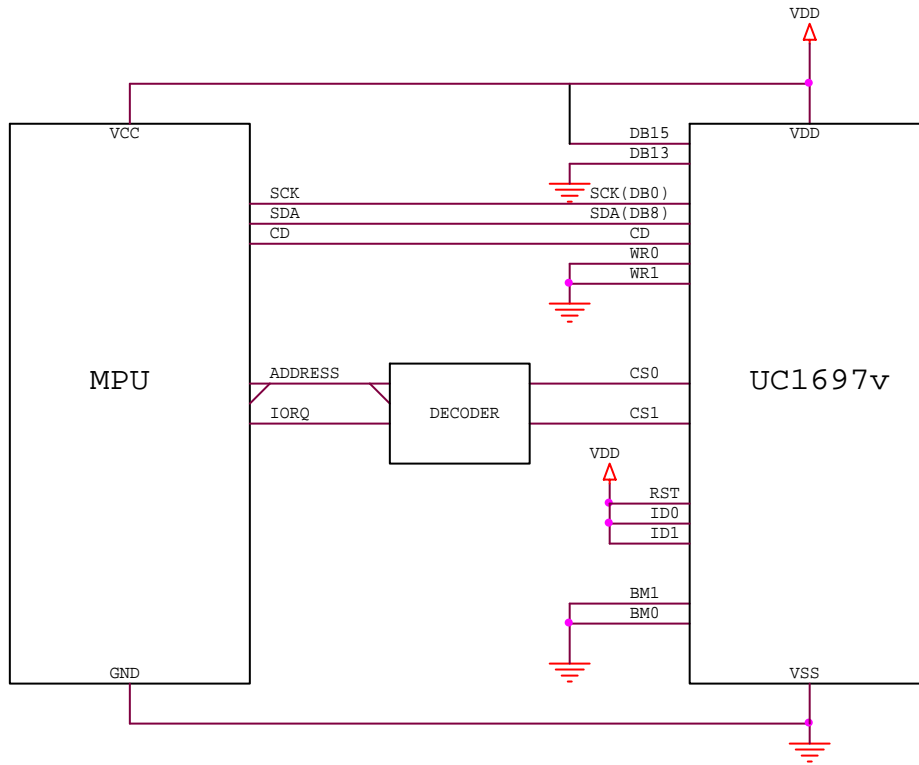 VDD
VCC
VDD
DB15
DB13
SCK
SCK(DB0)
SDA
SDA(DB8)
CD
CD
WR0
WR1
MPU
UC1697v
ADDRESS
CS0
DECODER
IORQ
CS1
VDD
RST
ID0
ID1
BM1
BM0
GND
VSS